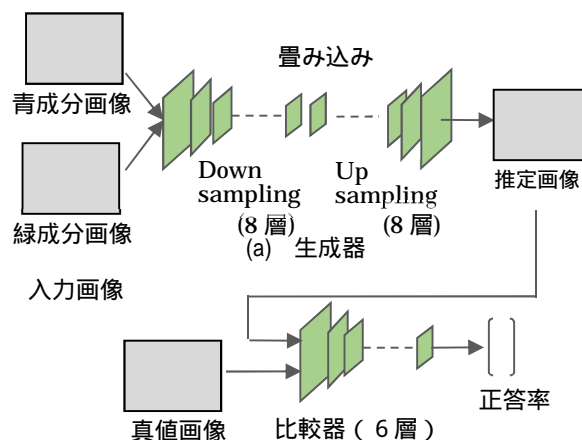 畳み込み
青成分画像
Down
sampling
(8 層)
Up
sampling
(8 層)
推定画像
緑成分画像
(a) 生成器
入力画像
正答率
真値画像
比較器 ( 6 層 )